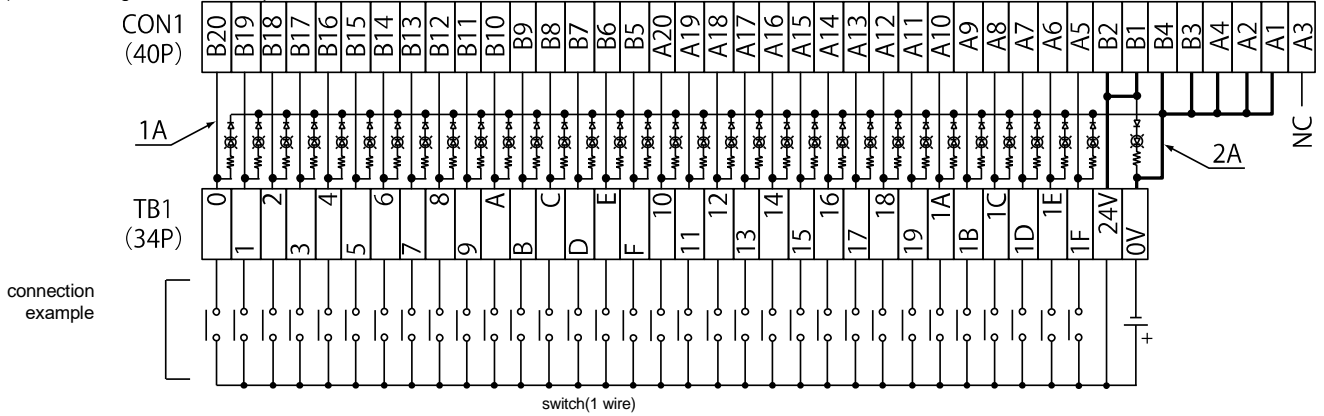 CON1
(40P)
B20 B19 B18 B17 B16 B15 B14 B13 B12 B11 B10 B9 B8 B7 B6 B5 A20 A19 A18 A17 A16 A15 A14 A13 A12 A11 A10 A9 A8 A7 A6 A5 B2 B1 B4 B3 A4 A2 A1 A3
1A
2A
NC
TB1
(34P)
0 1 2 3 4 5 6 7 8 9 A B C D E F 10 11 12 13 14 15 16 17 18 19 1A 1B 1C 1D 1E 1F 24V 0V
connection
example
+
switch(1 wire)